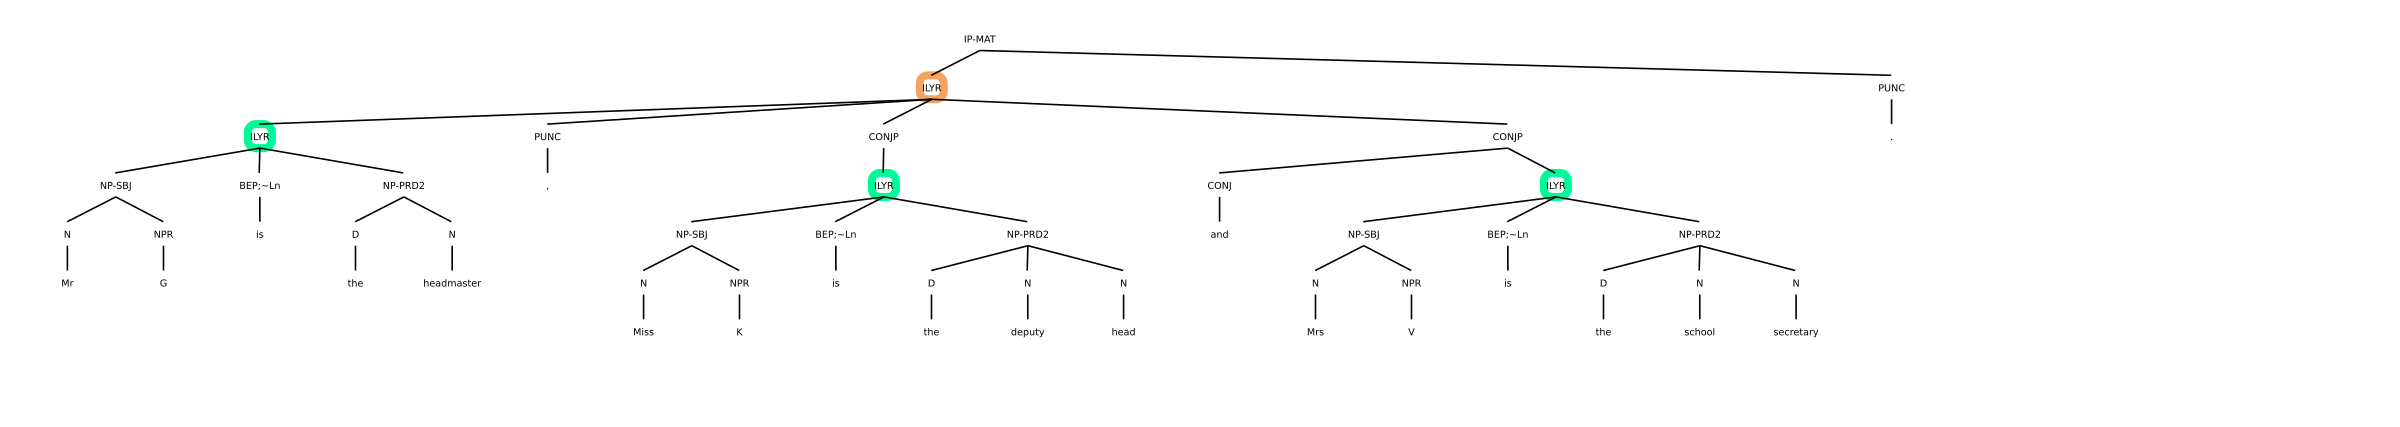 IP-MAT
ILYR PUNC
ILYR PUNC CONJP CONJP .
NP-SBJ BEP;~Ln NP-PRD2 , ILYR CONJ ILYR
N NPR is D N NP-SBJ BEP;~Ln NP-PRD2 and NP-SBJ BEP;~Ln NP-PRD2
Mr G the headmaster N NPR is D N N N NPR is D N N
Miss K the deputy head Mrs V the school secretary